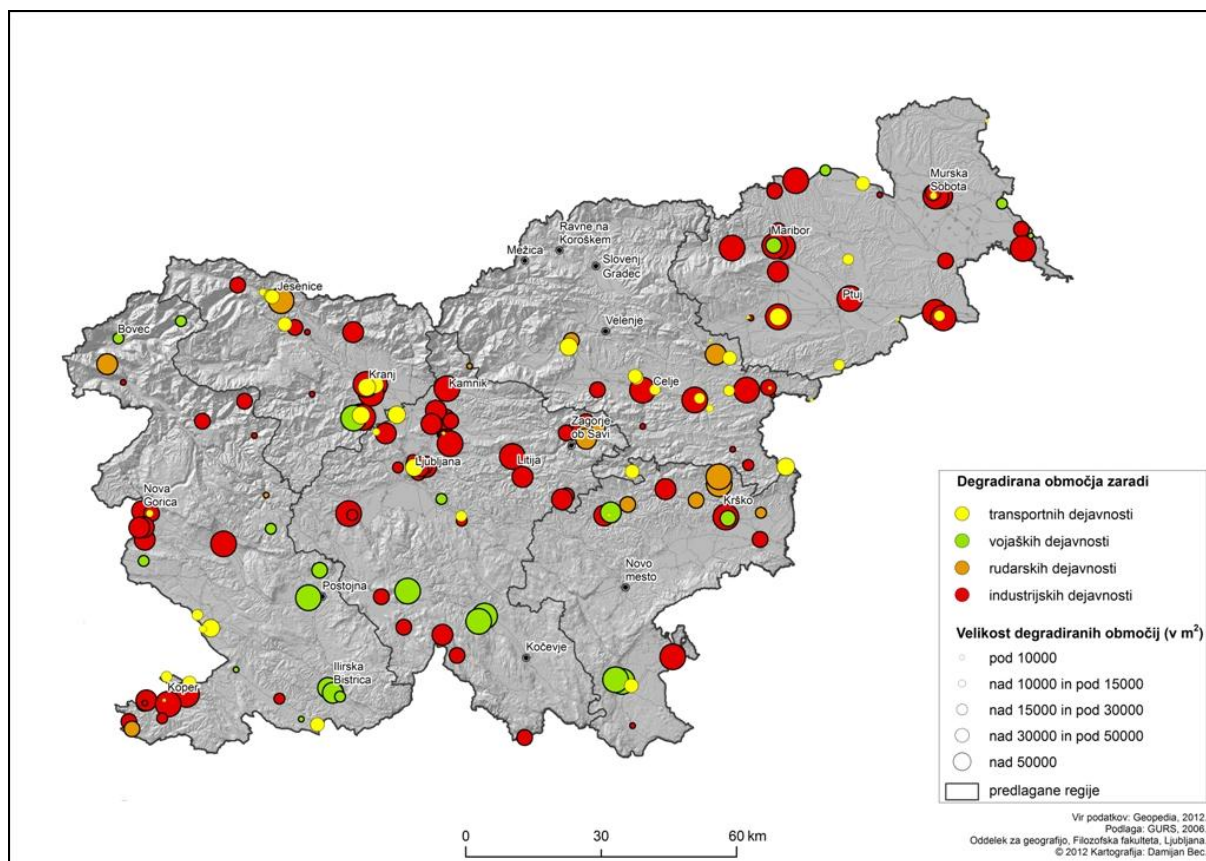 Murska
Sobota
Ravne na
Koroškem
Maribor
Mežica
Slovenj
Gradec
Jesenice
Ptuj
Bovec
Velenje
Kranj
Kamnik
Celje
Zagorje
ob Savi
Ljubljana
Litija
Nova
Gorica
Krško
Novo
mesto
Postojna
Kočevje
Ilirska
Bistrica
Koper
Degradirana območja zaradi
transportnih dejavnosti
vojaških dejavnosti
rudarskih dejavnosti
industrijskih dejavnosti
Velikost degradiranih območij (v m²)
pod 10000
nad 10000 in pod 15000
nad 15000 in pod 30000
nad 30000 in pod 50000
nad 50000
predlagane regije
0 30 60 km
Vir podatkov: Geopedia, 2012.
Podlaga: GURS, 2006.
Oddelek za geografijo, Filozofska fakulteta, Ljubljana.
© 2012 Kartografija: Damijan Bec.